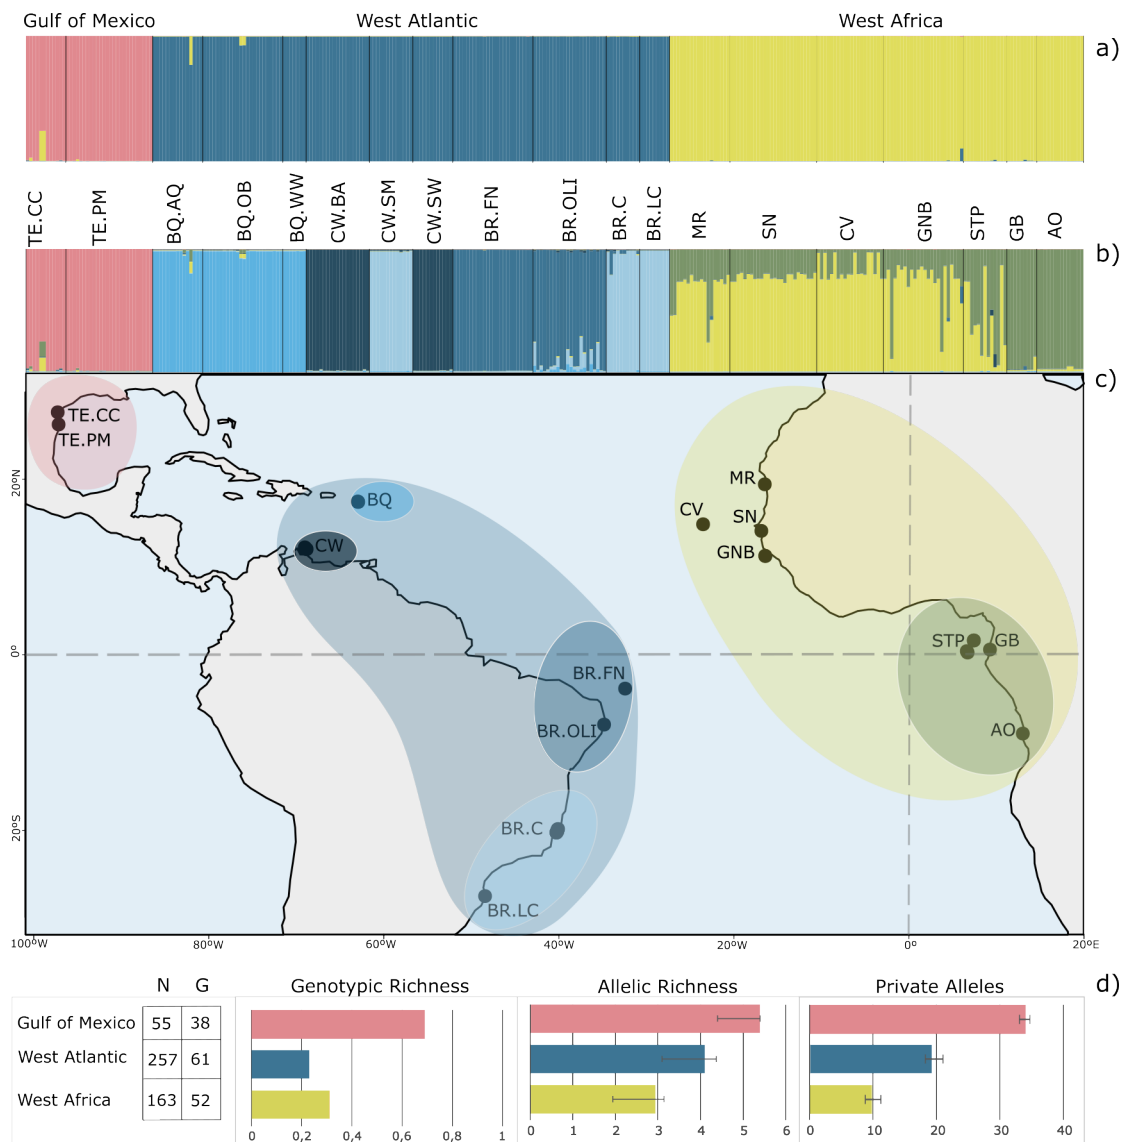 Gulf of Mexico West Atlantic West Africa
a)
TE.CC TE.PM BQ.AQ BQ.OB BQ.WW CW.BA CW.SM CW.SW BR.FN BR.OLI BR.C BR.LC MR SN CV GNB STP GB AO
b)
c)
TE.CC
TE.PM
20ºN
MR
BQ
CV
SN
CW
GNB
STP GB
0º
BR.FN
BR.OLI
AO
20ºS
BR.C
BR.LC
100ºW 80ºW 60ºW 40ºW 20ºW 0º 20ºE
d)
N G Genotypic Richness Allelic Richness Private Alleles
Gulf of Mexico 55 38
West Atlantic 257 61
West Africa 163 52
0 0,2 0,4 0,6 0,8 1 0 1 2 3 4 5 6 0 10 20 30 40